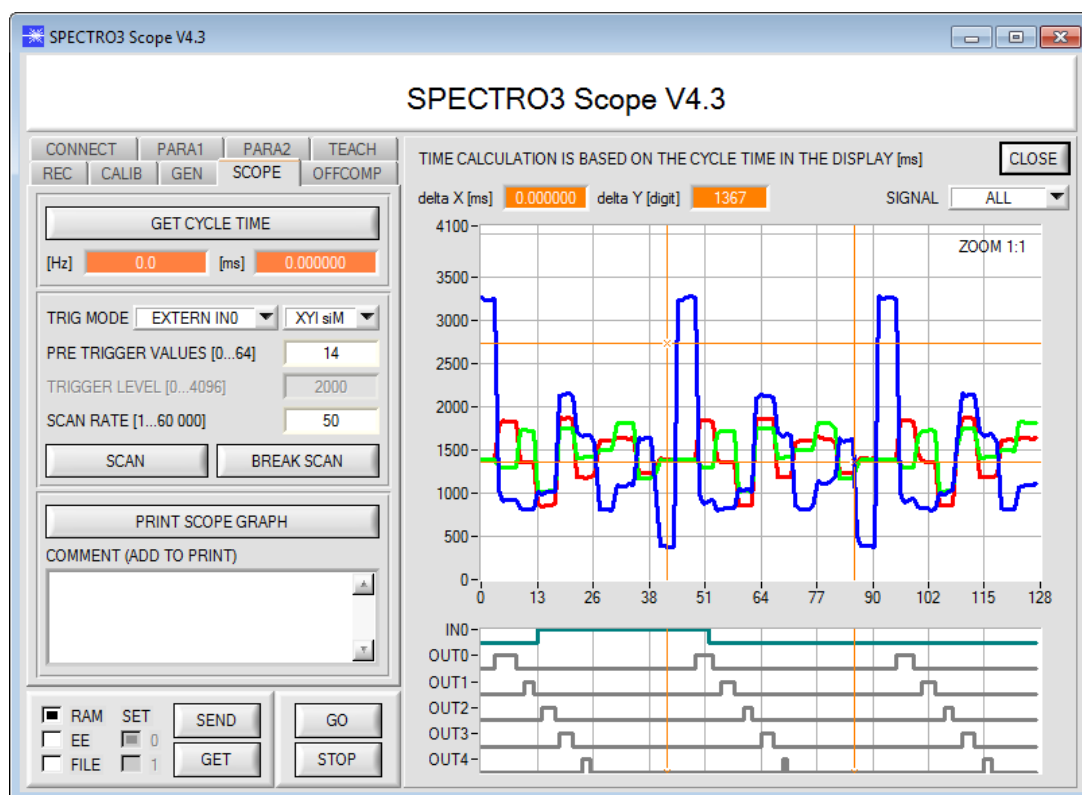 SPECTRO3 Scope V4.3
SPECTRO3 Scope V4.3
CONNECT PARA1 PARA2 TEACH
REC CALIB GEN SCOPE OFFCOMP
GET CYCLE TIME
[Hz] 0.0 [ms] 0.000000
TRIG MODE EXTERN IN0 XYI siM
PRE TRIGGER VALUES [0...64] 14
TRIGGER LEVEL [0...4096] 2000
SCAN RATE [1...60 000] 50
SCAN BREAK SCAN
PRINT SCOPE GRAPH
COMMENT (ADD TO PRINT)
RAM SET SEND GO
EE 0
FILE 1 GET STOP
TIME CALCULATION IS BASED ON THE CYCLE TIME IN THE DISPLAY [ms] CLOSE
delta X [ms] 0.000000 delta Y [digit] 1367 SIGNAL ALL
ZOOM 1:1
4100
3500
3000
2500
2000
1500
1000
500
0
0 13 26 38 51 64 77 90 102 115 128
IN0
OUT0
OUT1
OUT2
OUT3
OUT4